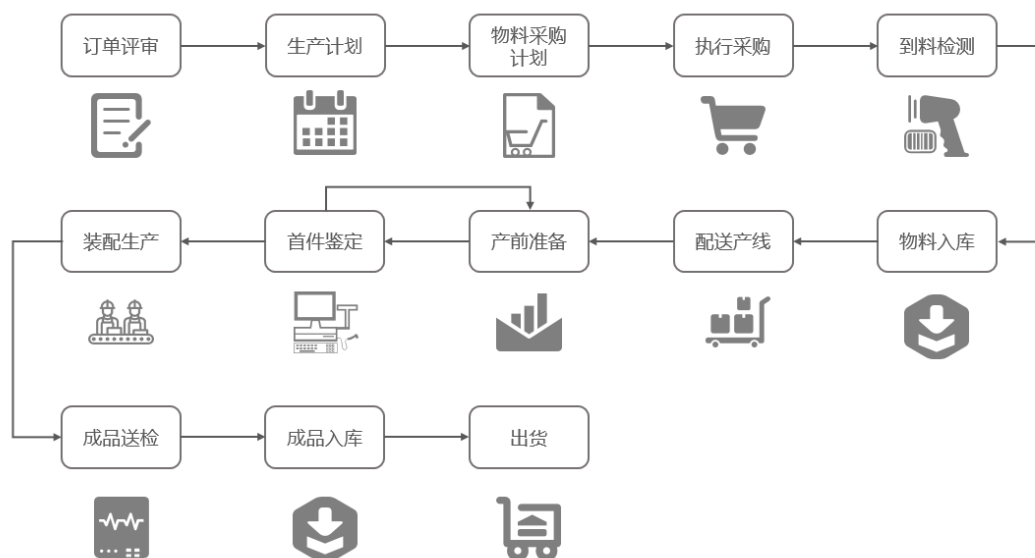 订单评审
生产计划
物料采购
计划
执行采购
到料检测
装配生产
首件鉴定
产前准备
配送产线
物料入库
成品送检
成品入库
出货